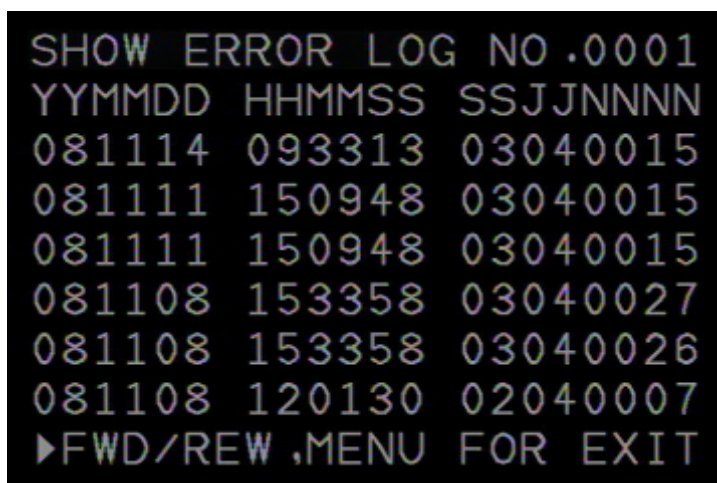 SHOW ERROR LOG NO.0001
YYMMDD HHMMSS SSJJNNNN
081114 093313 03040015
081111 150948 03040015
081111 150948 03040015
081108 153358 03040027
081108 153358 03040026
081108 120130 02040007
▶FWD/REW,MENU FOR EXIT